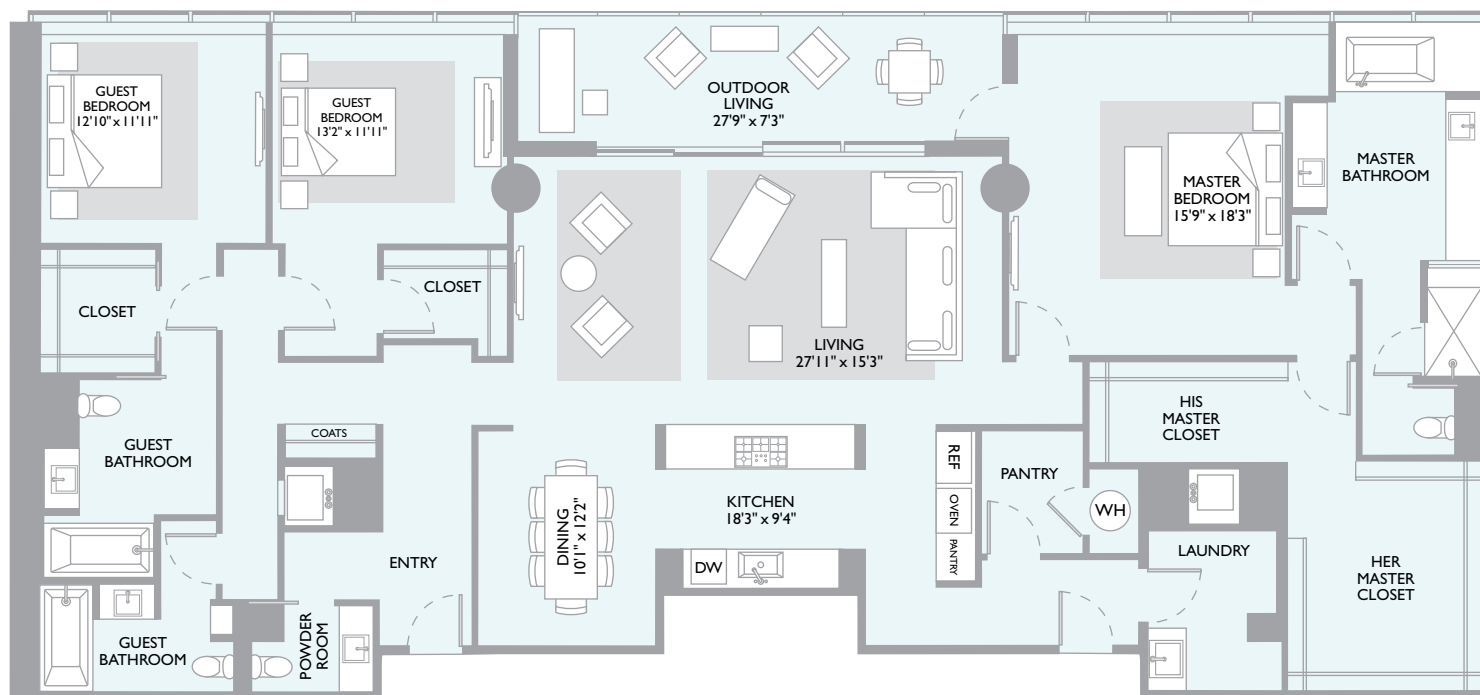 GUEST
BEDROOM
12'10" x 11'11"
GUEST
BEDROOM
13'2" x 11'11"
OUTDOOR
LIVING
27'9" x 7'3"
MASTER
BEDROOM
15'9" x 18'3"
MASTER
BATHROOM
CLOSET
CLOSET
LIVING
27'11" x 15'3"
HIS
MASTER
CLOSET
COATS
GUEST
BATHROOM
DINING
10'1" x 12'2"
KITCHEN
18'3" x 9'4"
REF
OVEN
PANTRY
PANTRY
WH
ENTRY
DW
LAUNDRY
HER
MASTER
CLOSET
GUEST
BATHROOM
POWDER
ROOM